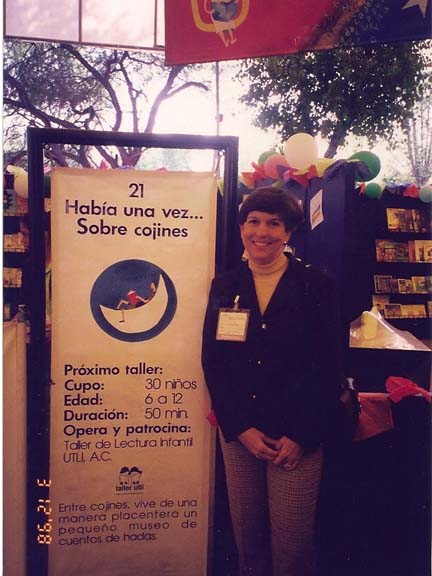 21
Había una vez...
Sobre cojines
Próximo taller:
Cupo: 30 niños
Edad: 6 a 12
Duración: 50 min.
Opera y patrocina:
Taller de Lectura Infantil
UTLI, A.C.
taller utli
Entre cojines, vive de una
manera placentera un
pequeño museo de
cuentos de hadas.
3 12 '98